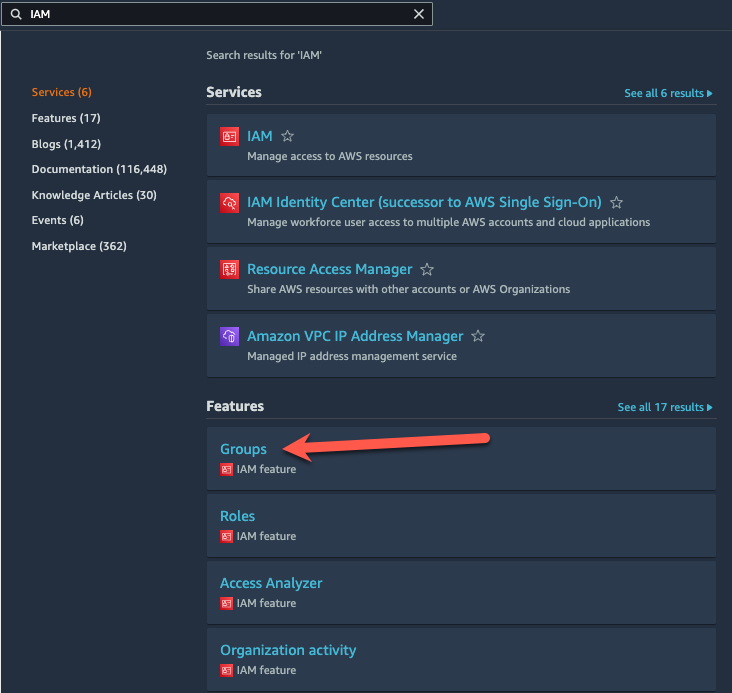 IAM
Search results for 'IAM'
Services (6)
Features (17)
Blogs (1,412)
Documentation (116,448)
Knowledge Articles (30)
Events (6)
Marketplace (362)
Services
See all 6 results
IAM
Manage access to AWS resources
IAM Identity Center (successor to AWS Single Sign-On)
Manage workforce user access to multiple AWS accounts and cloud applications
Resource Access Manager
Share AWS resources with other accounts or AWS Organizations
Amazon VPC IP Address Manager
Managed IP address management service
Features
See all 17 results
Groups
IAM feature
Roles
IAM feature
Access Analyzer
IAM feature
Organization activity
IAM feature